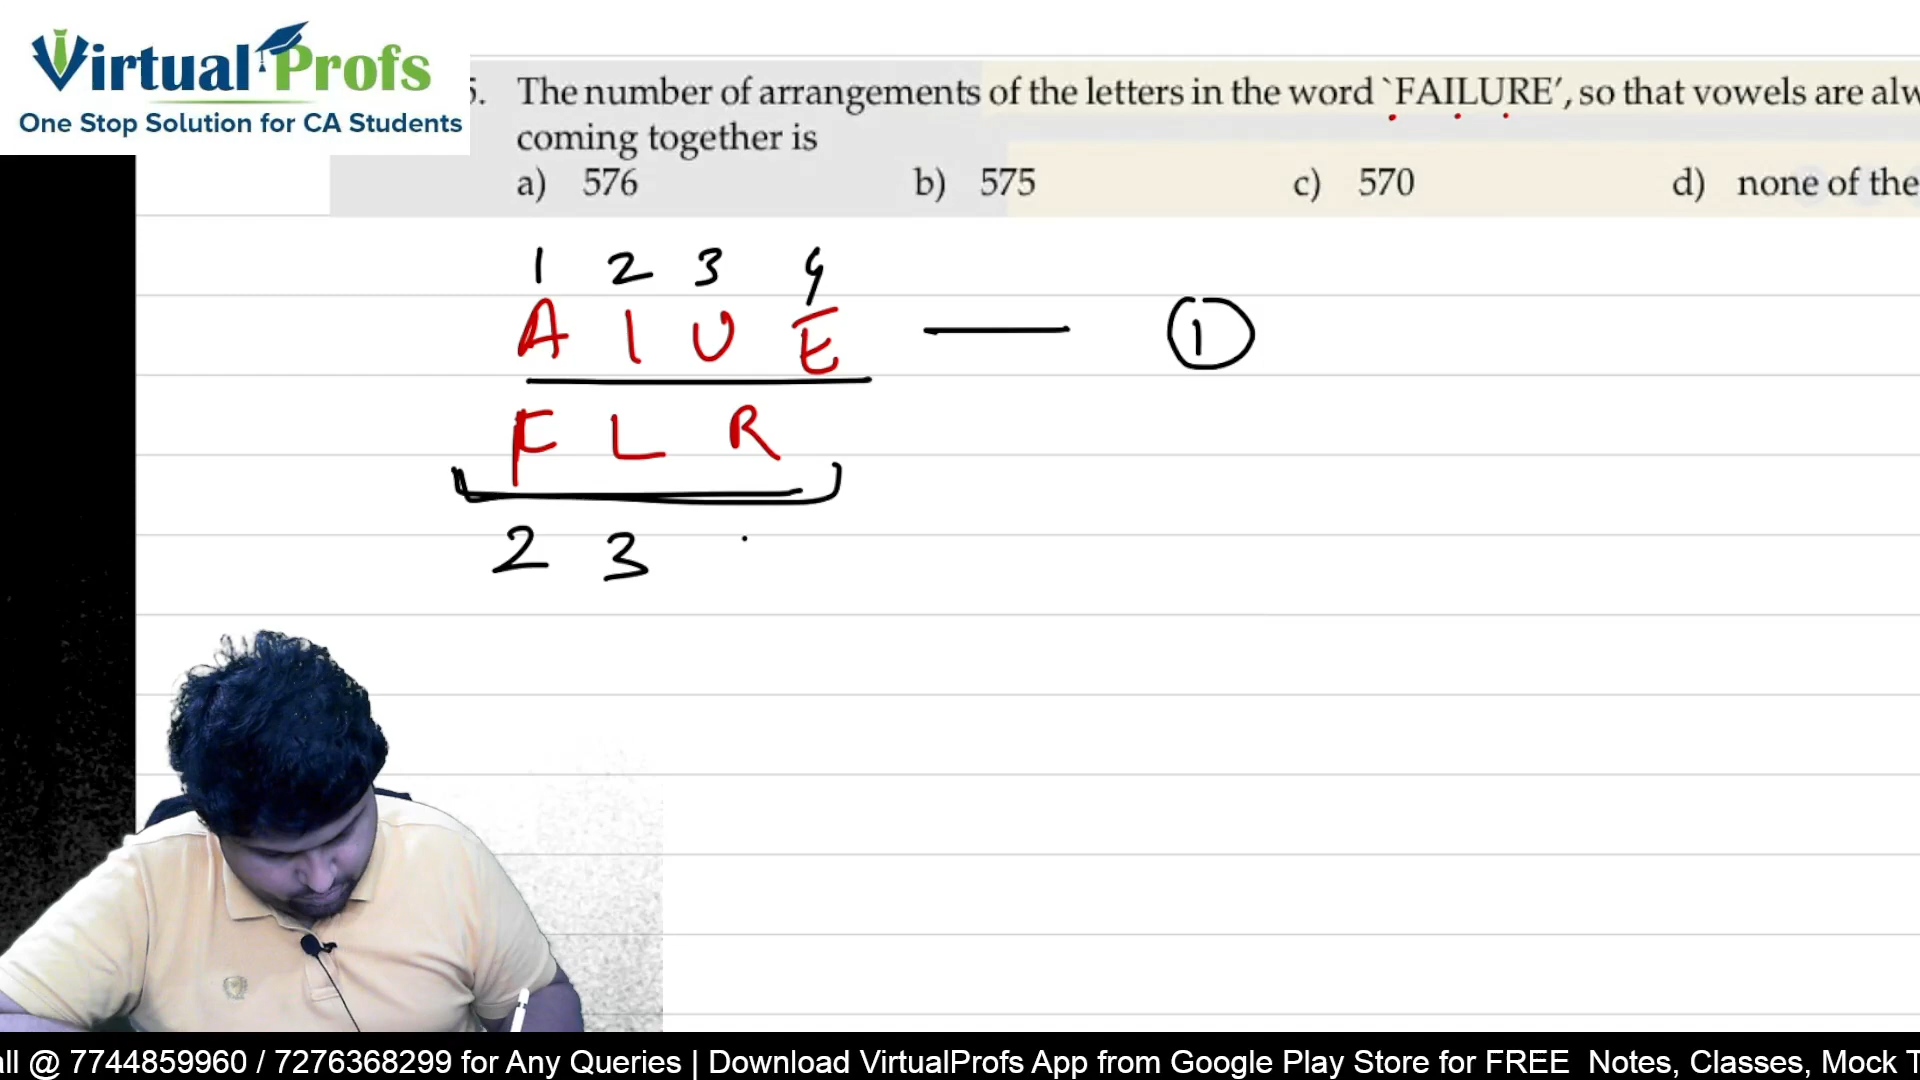 Virtual Profs
One Stop Solution for CA Students
5. The number of arrangements of the letters in the word `FAILURE', so that vowels are alw
coming together is
a) 576 b) 575 c) 570 d) none of the
1 2 3 4
A I U E — 1
F L R
2 3
all @ 7744859960 / 7276368299 for Any Queries | Download VirtualProfs App from Google Play Store for FREE Notes, Classes, Mock T